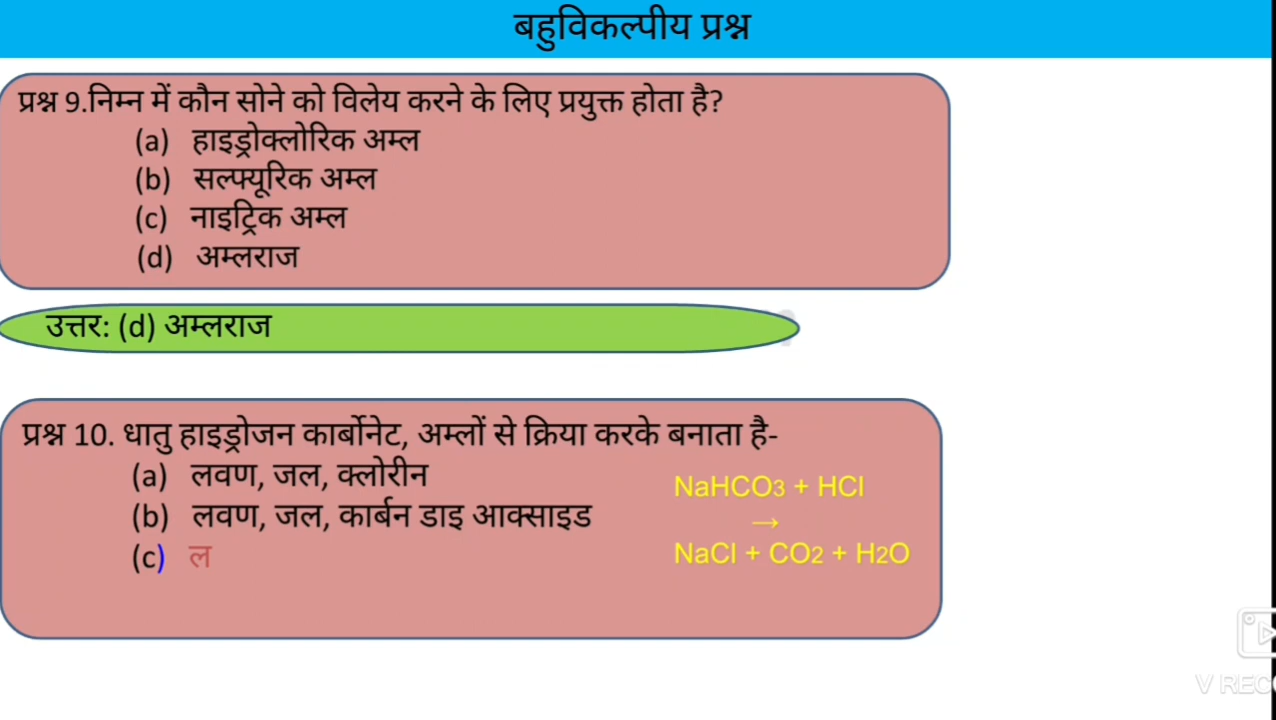 बहुविकल्पीय प्रश्न
प्रश्न 9.निम्न में कौन सोने को विलेय करने के लिए प्रयुक्त होता है?
(a) हाइड्रोक्लोरिक अम्ल
(b) सल्फ्यूरिक अम्ल
(c) नाइट्रिक अम्ल
(d) अम्लराज
उत्तर: (d) अम्लराज
प्रश्न 10. धातु हाइड्रोजन कार्बोनेट, अम्लों से क्रिया करके बनाता है-
(a) लवण, जल, क्लोरीन
(b) लवण, जल, कार्बन डाइ आक्साइड
(c) ल
NaHCO3 + HCl
→
NaCl + CO2 + H2O
V REC